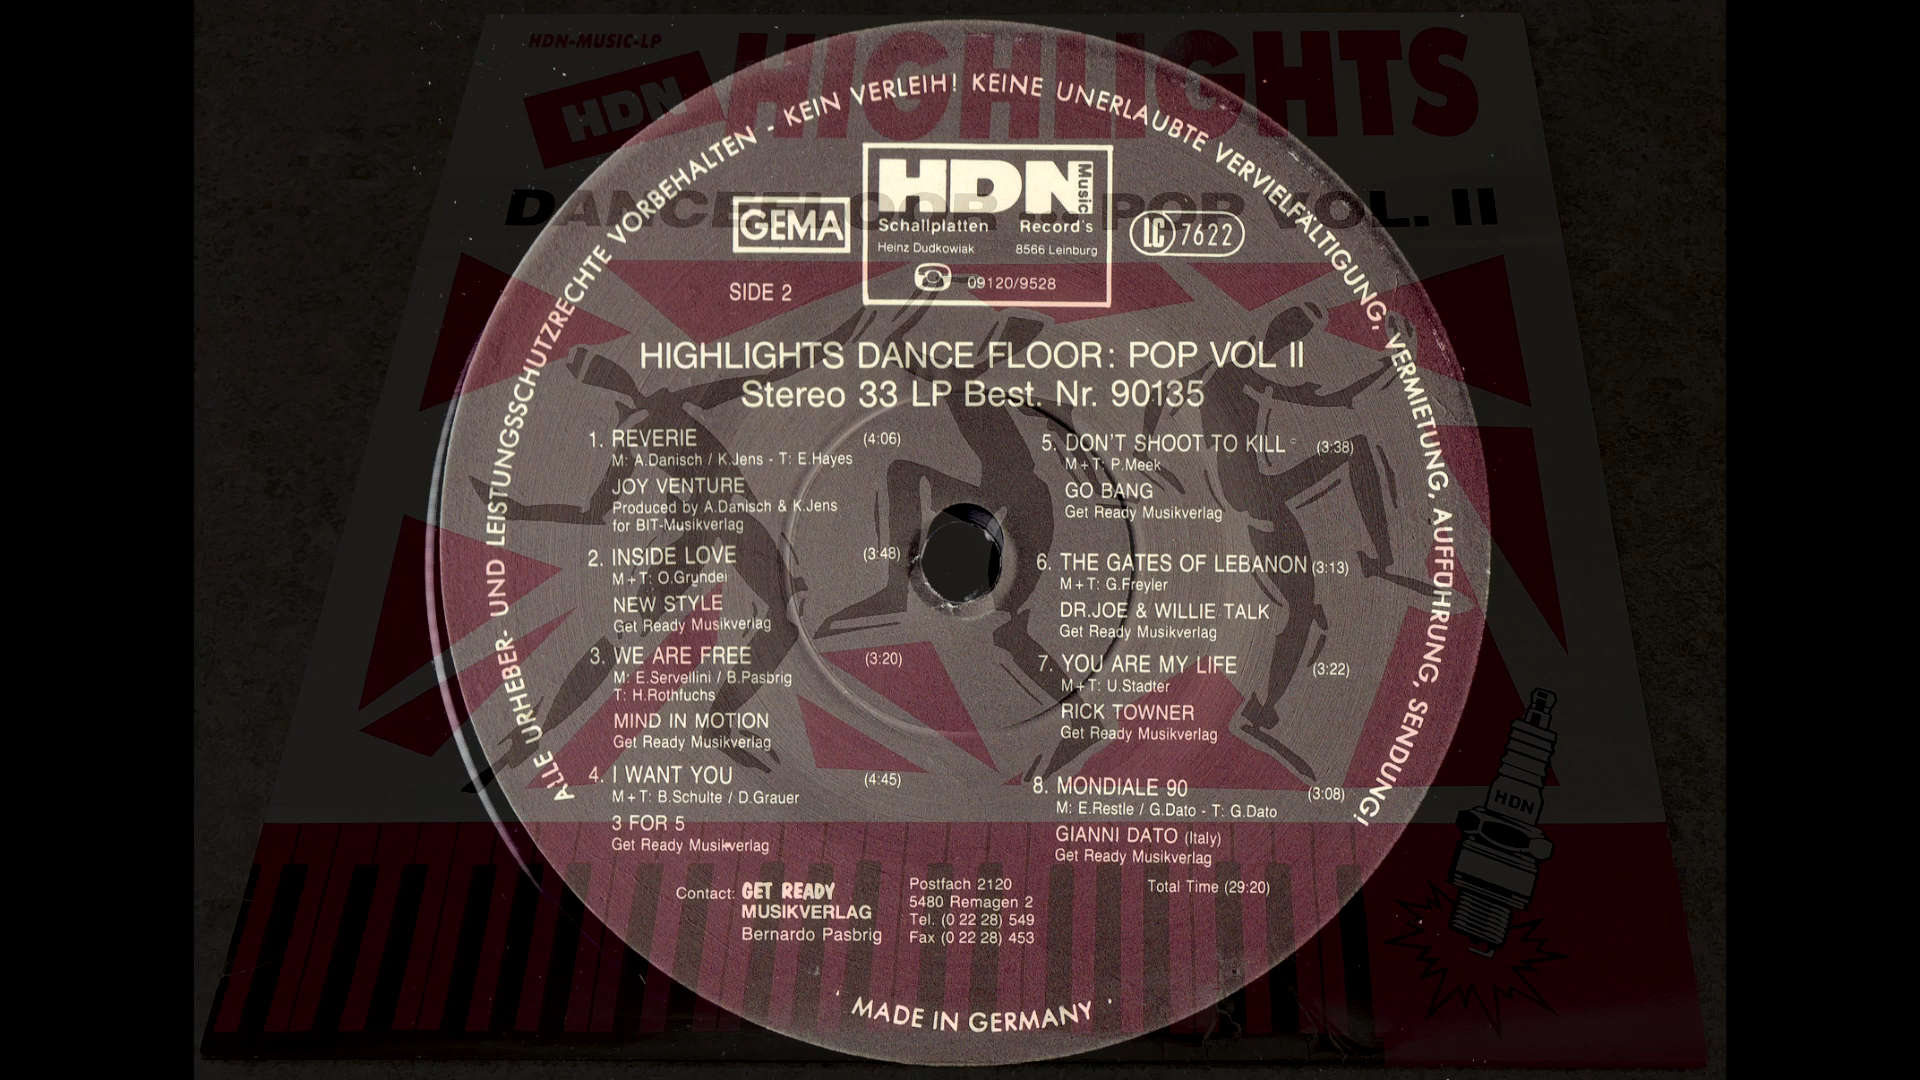 HDN-MUSIC-LP
HDN
HIGHLIGHTS
DANCEFLOOR ... POP VOL. II
ALLE URHEBER- UND LEISTUNGSSCHUTZRECHTE VORBEHALTEN - KEIN VERLEIH! KEINE UNERLAUBTE VERVIELFÄLTIGUNG, VERMIETUNG, AUFFÜHRUNG, SENDUNG!
GEMA
HDN Music
Schallplatten Record's
Heinz Dudkowiak 8566 Leinburg
09120/9528
LC 7622
SIDE 2
HIGHLIGHTS DANCE FLOOR: POP VOL II
Stereo 33 LP Best. Nr. 90135
1. REVERIE (4:06)
M: A.Danisch / K.Jens - T: E.Hayes
JOY VENTURE
Produced by A.Danisch & K.Jens
for BIT-Musikverlag
2. INSIDE LOVE (3:48)
M+T: O.Grundei
NEW STYLE
Get Ready Musikverlag
3. WE ARE FREE (3:20)
M: E.Servellini / B.Pasbrig
T: H.Rothfuchs
MIND IN MOTION
Get Ready Musikverlag
4. I WANT YOU (4:45)
M+T: B.Schulte / D.Grauer
3 FOR 5
Get Ready Musikverlag
5. DON'T SHOOT TO KILL (3:38)
M+T: P.Meek
GO BANG
Get Ready Musikverlag
6. THE GATES OF LEBANON (3:13)
M+T: G.Freyler
DR.JOE & WILLIE TALK
Get Ready Musikverlag
7. YOU ARE MY LIFE (3:22)
M+T: U.Stadter
RICK TOWNER
Get Ready Musikverlag
8. MONDIALE 90 (3:08)
M: E.Restle / G.Dato - T: G.Dato
GIANNI DATO (Italy)
Get Ready Musikverlag
Contact: GET READY
MUSIKVERLAG
Bernardo Pasbrig
Postfach 2120
5480 Remagen 2
Tel. (0 22 28) 549
Fax (0 22 28) 453
Total Time (29:20)
HDN
MADE IN GERMANY